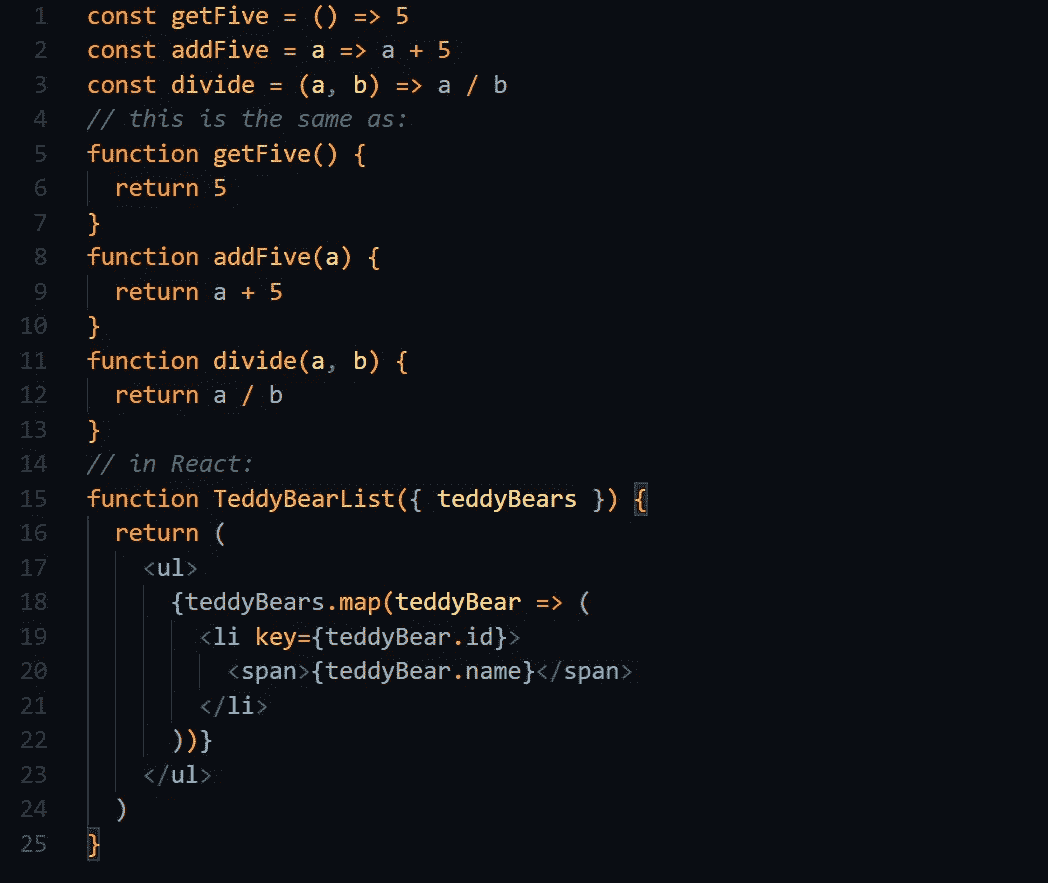 1 const getFive = () => 5
2 const addFive = a => a + 5
3 const divide = (a, b) => a / b
4 // this is the same as:
5 function getFive() {
6   return 5
7 }
8 function addFive(a) {
9   return a + 5
10 }
11 function divide(a, b) {
12   return a / b
13 }
14 // in React:
15 function TeddyBearList({ teddyBears }) {
16   return (
17     <ul>
18       {teddyBears.map(teddyBear => (
19         <li key={teddyBear.id}>
20           <span>{teddyBear.name}</span>
21         </li>
22       ))}
23     </ul>
24   )
25 }